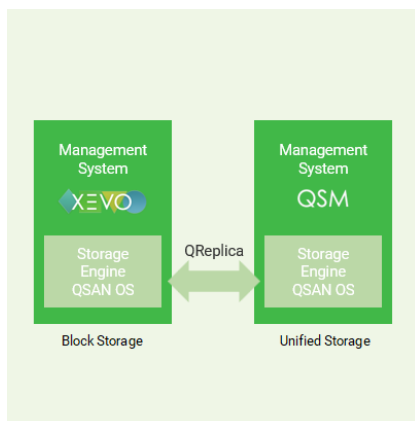 Management
System
XEVO
Storage
Engine
QSAN OS
Block Storage
QReplica
Management
System
QSM
Storage
Engine
QSAN OS
Unified Storage